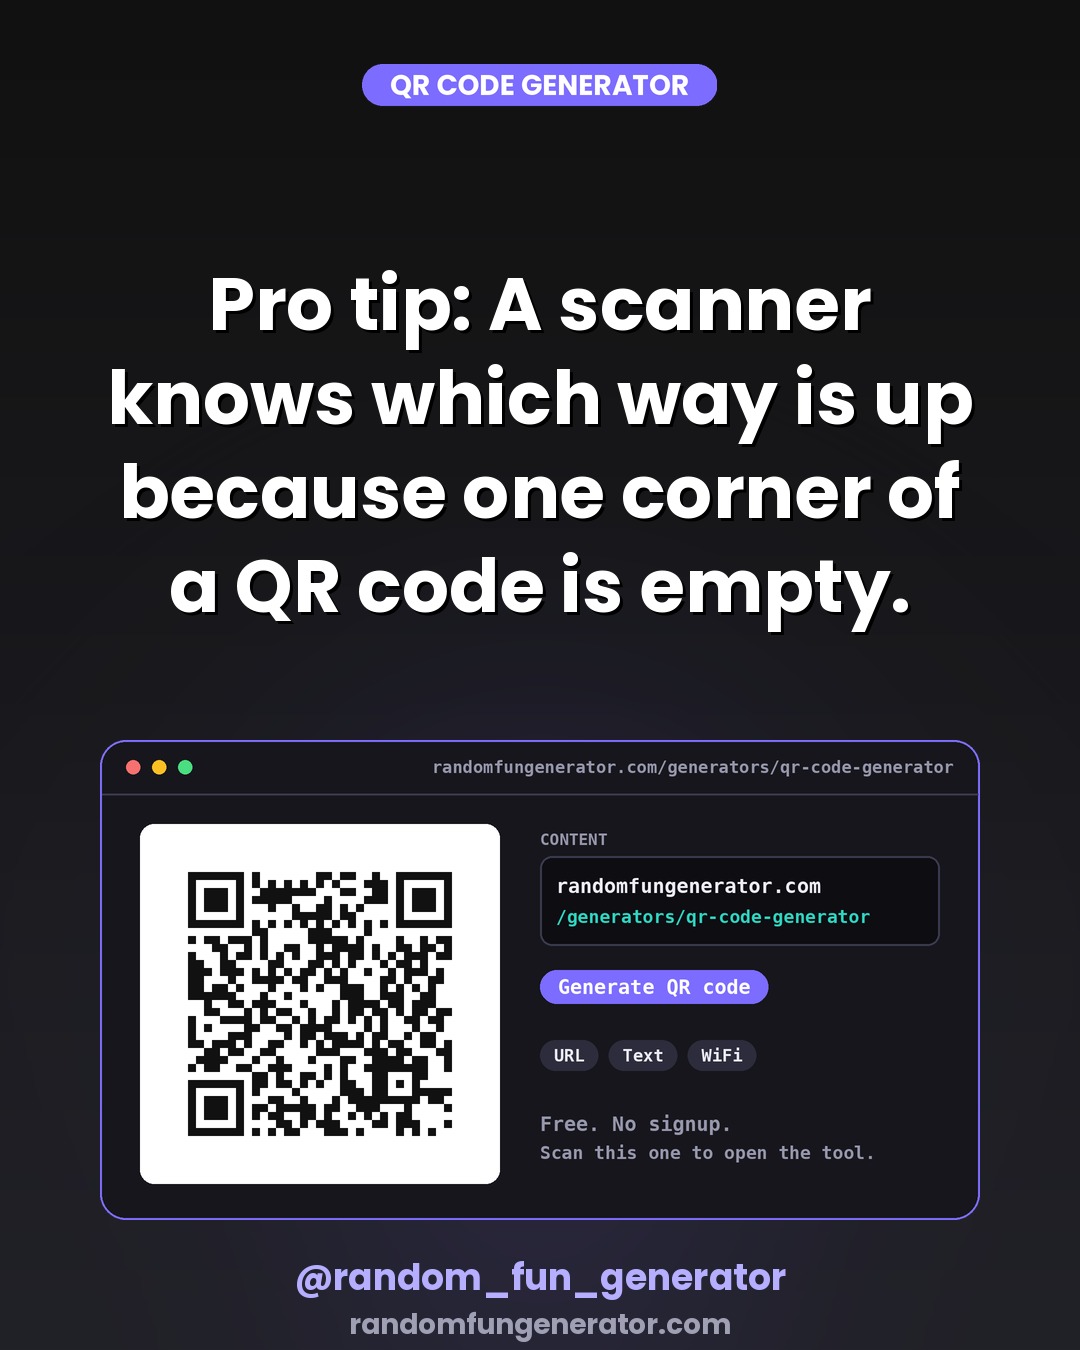 QR CODE GENERATOR
Pro tip: A scanner
knows which way is up
because one corner of
a QR code is empty.
randomfungenerator.com/generators/qr-code-generator
CONTENT
randomfungenerator.com
/generators/qr-code-generator
Generate QR code
URL Text WiFi
Free. No signup.
Scan this one to open the tool.
@random_fun_generator
randomfungenerator.com